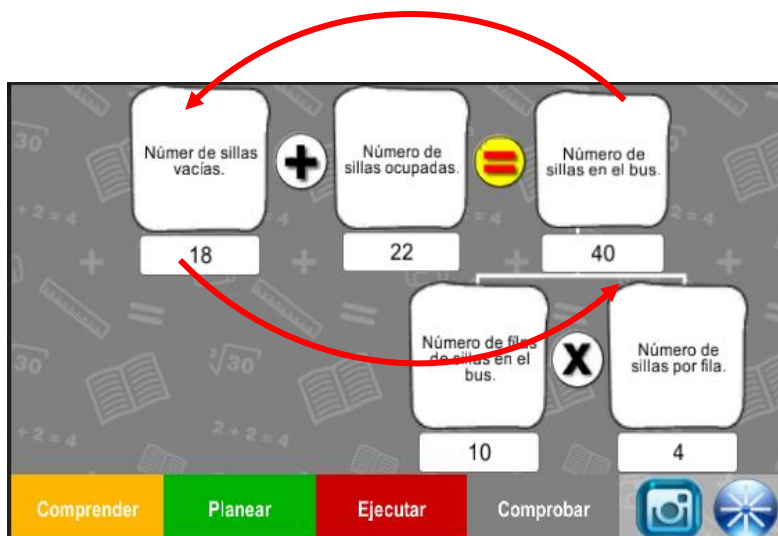 Númer de sillas
vacías.
+
Número de
sillas ocupadas.
=
Número de
sillas en el bus.
18
22
40
Número de filas
de sillas en el
bus.
X
Número de
sillas por fila.
10
4
Comprender
Planear
Ejecutar
Comprobar